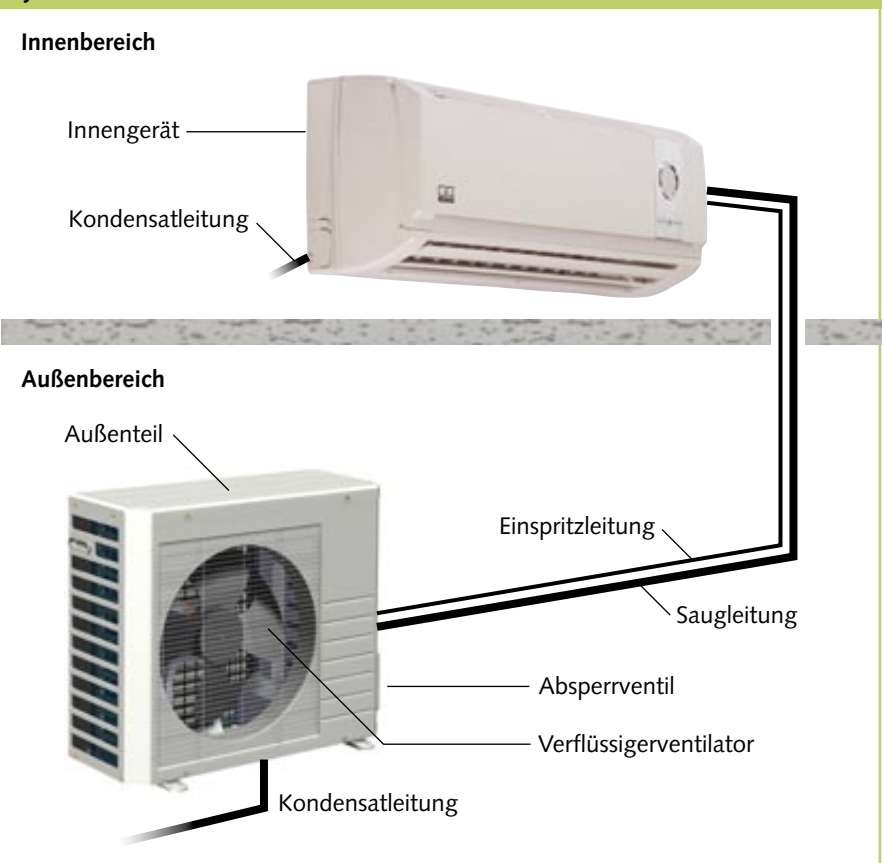 Innenbereich
Innengerät
Kondensatleitung
Außenbereich
Außenteil
Einspritzleitung
Saugleitung
Absperrventil
Verflüssigerventilator
Kondensatleitung